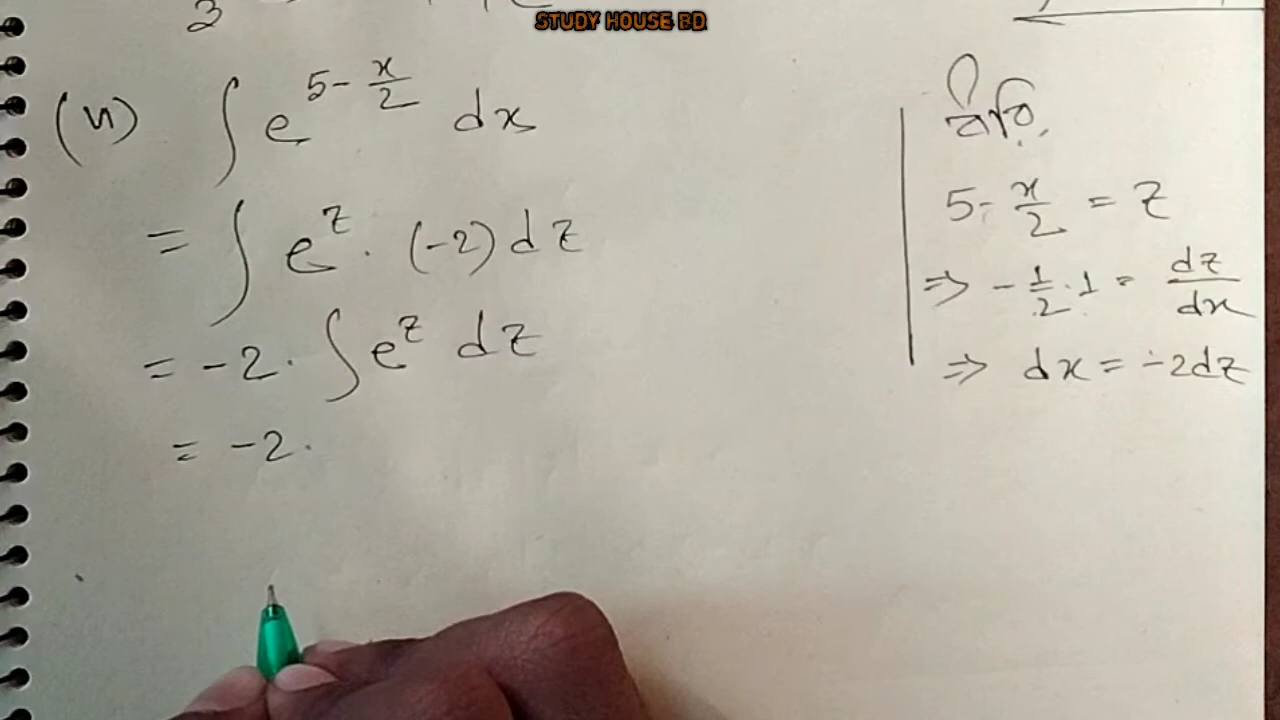 STUDY HOUSE BD
(n) ∫ e^{5 - x/2} dx
= ∫ e^z . (-2) dz
= -2 . ∫ e^z dz
= -2 .
ধরি,
5 - x/2 = z
⇒ - 1/2 . 1 = dz/dx
⇒ dx = -2dz